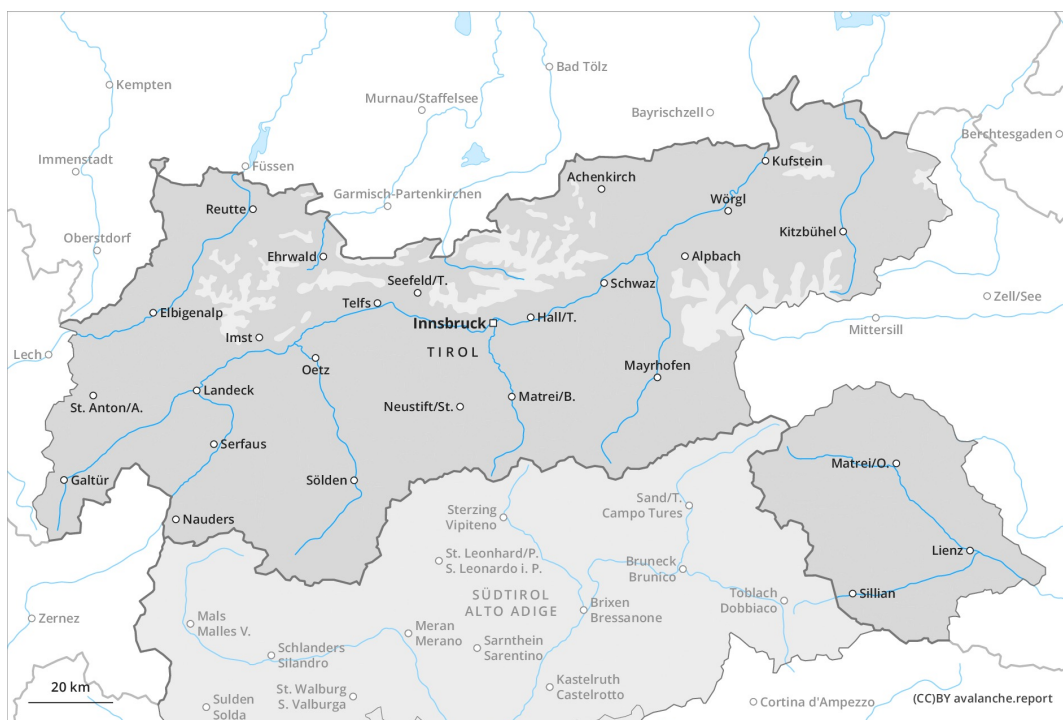 Kempten
Bad Tölz
Murnau/Staffelsee
Bayrischzell
Berchtesgaden
Immenstadt
Füssen
Kufstein
Achenkirch
Garmisch-Partenkirchen
Wörgl
Reutte
Kitzbühel
Oberstdorf
Ehrwald
Alpbach
Seefeld/T.
Schwaz
Zell/See
Telfs
Elbigenalp
Innsbruck
Hall/T.
Mittersill
Imst
TIROL
Lech
Oetz
Mayrhofen
Landeck
St. Anton/A.
Neustift/St.
Matrei/B.
Serfaus
Matrei/O.
Galtür
Sölden
Sand/T.
Campo Tures
Sterzing
Vipiteno
Nauders
Lienz
St. Leonhard/P.
S. Leonardo i. P.
Bruneck
Brunico
SÜDTIROL
ALTO ADIGE
Toblach
Dobbiaco
Sillian
Brixen
Bressanone
Zernez
Mals
Malles V.
Meran
Merano
Sarnthein
Sarentino
Schlanders
Silandro
Kastelruth
Castelrotto
20 km
St. Walburg
S. Valburga
Sulden
Solda
Cortina d'Ampezzo
(CC)BY avalanche.report